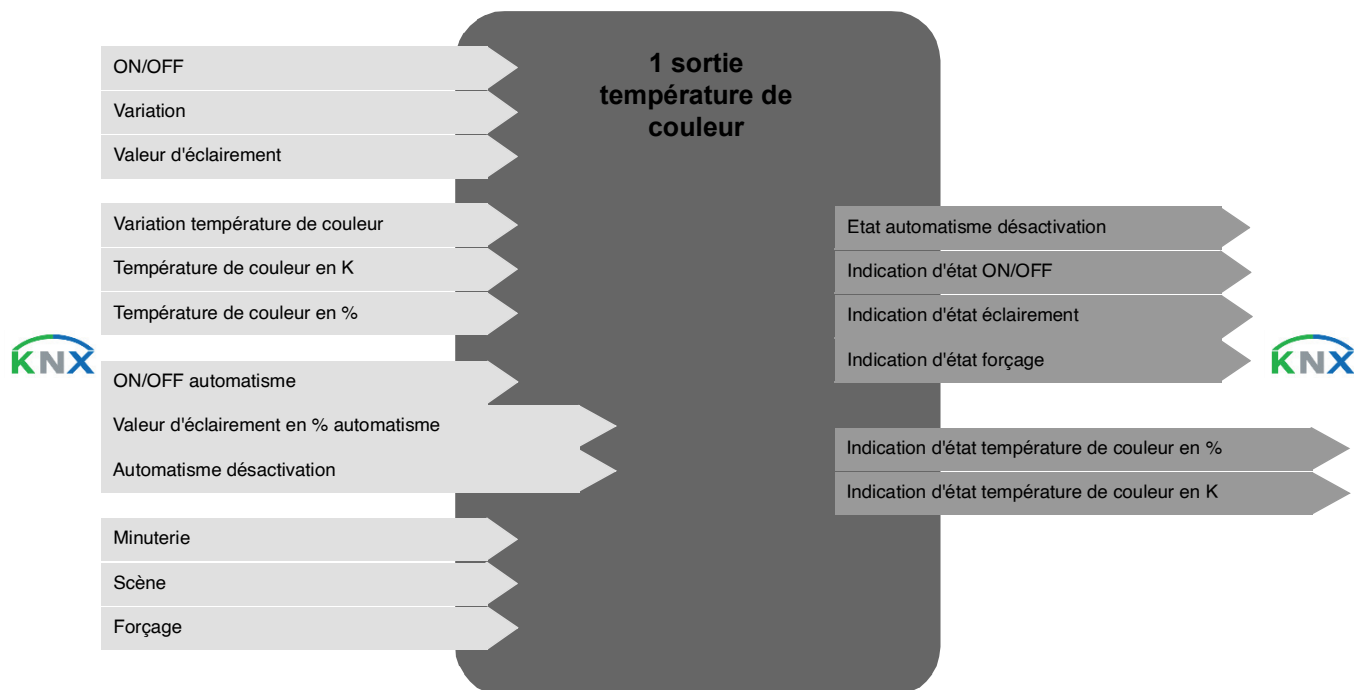 1 sortie
température de
couleur
ON/OFF
Variation
Valeur d'éclairement
Variation température de couleur
Température de couleur en K
Température de couleur en %
KNX
ON/OFF automatisme
Valeur d'éclairement en % automatisme
Automatisme désactivation
Minuterie
Scène
Forçage
Etat automatisme désactivation
Indication d'état ON/OFF
Indication d'état éclairement
Indication d'état forçage
KNX
Indication d'état température de couleur en %
Indication d'état température de couleur en K